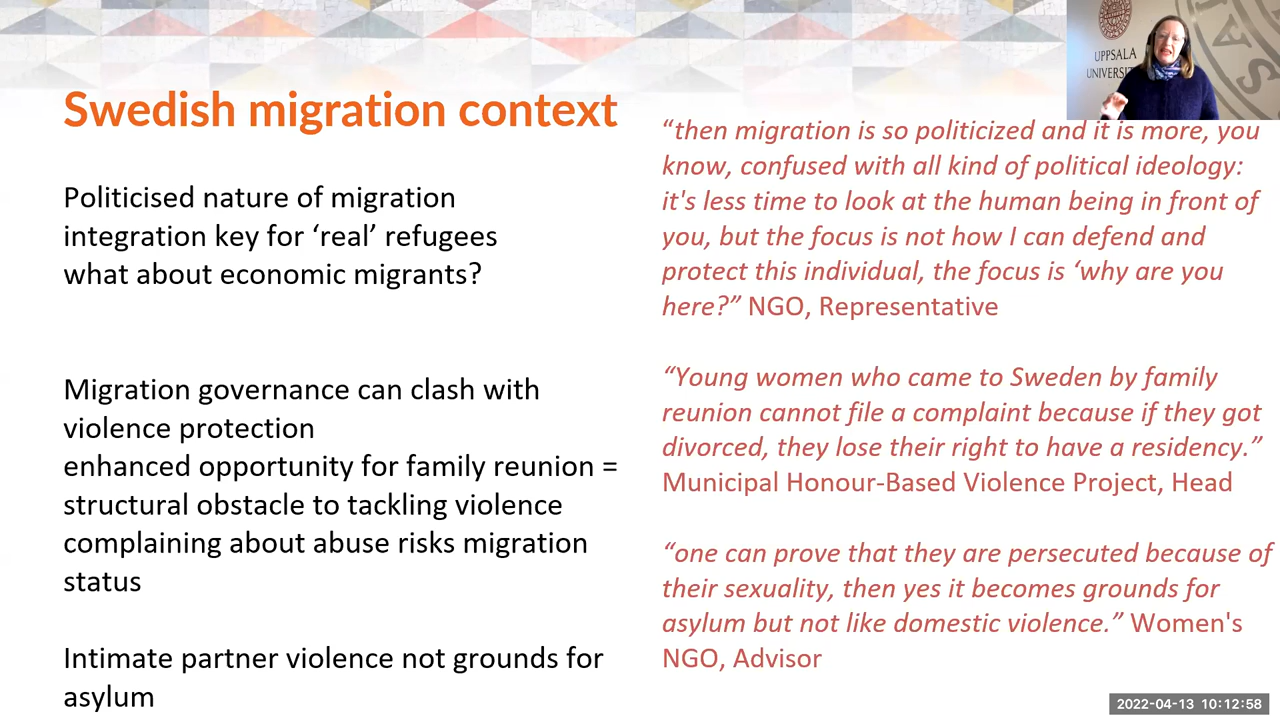 Swedish migration context
Politicised nature of migration
integration key for ‘real’ refugees
what about economic migrants?
Migration governance can clash with
violence protection
enhanced opportunity for family reunion =
structural obstacle to tackling violence
complaining about abuse risks migration
status
Intimate partner violence not grounds for
asylum
“then migration is so politicized and it is more, you
know, confused with all kind of political ideology:
it's less time to look at the human being in front of
you, but the focus is not how I can defend and
protect this individual, the focus is ‘why are you
here?” NGO, Representative
“Young women who came to Sweden by family
reunion cannot file a complaint because if they got
divorced, they lose their right to have a residency.”
Municipal Honour-Based Violence Project, Head
“one can prove that they are persecuted because of
their sexuality, then yes it becomes grounds for
asylum but not like domestic violence.” Women's
NGO, Advisor
UPPSALA
2022-04-13 10:12:58